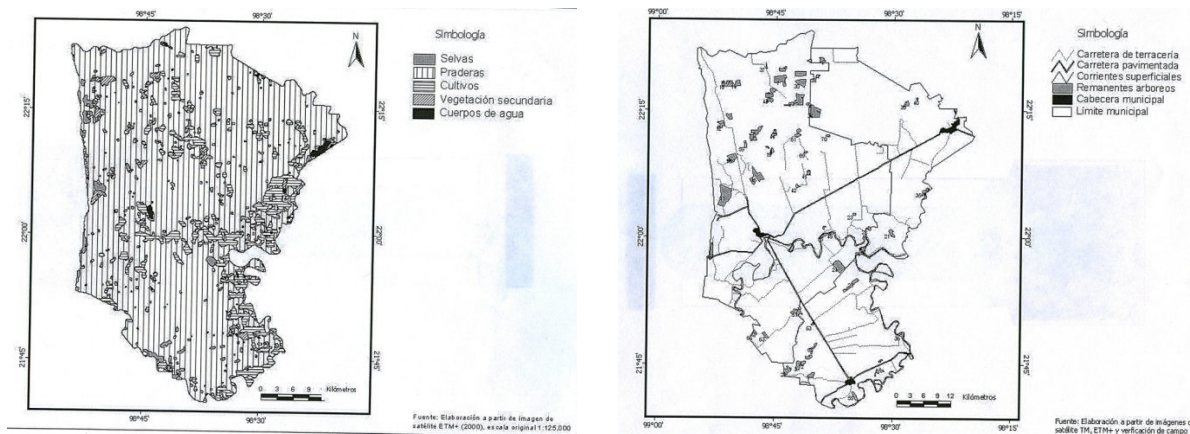 98°45' 98°30'
N
Simbología
Selvas
Praderas
Cultivos
Vegetación secundaria
Cuerpos de agua
22°15' 22°15'
22°00' 22°00'
21°45' 21°45'
0 3 6 9 Kilómetros
98°45' 98°30'
Fuente: Elaboración a partir de imagen de
satélite ETM+ (2000), escala original 1:125,000
99°00' 98°45' 98°30' 98°15'
N
Simbología
Carretera de terracería
Carretera pavimentada
Corrientes superficiales
Remanentes arboreos
Cabecera municipal
Límite municipal
22°15' 22°15'
22°00' 22°00'
21°45' 21°45'
0 3 6 9 12 Kilómetros
99°00' 98°45' 98°30' 98°15'
Fuente: Elaboración a partir de imágenes d
satélite TM, ETM+ y verficación de campo